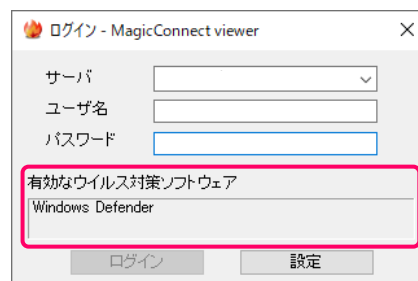 ログイン - MagicConnect viewer
サーバ
ユーザ名
パスワード
有効なウイルス対策ソフトウェア
Windows Defender
ログイン 設定